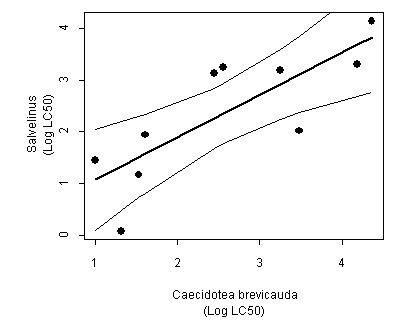 Salvelinus
(Log LC50)
4
3
2
1
0
1 2 3 4
Caecidotea brevicauda
(Log LC50)